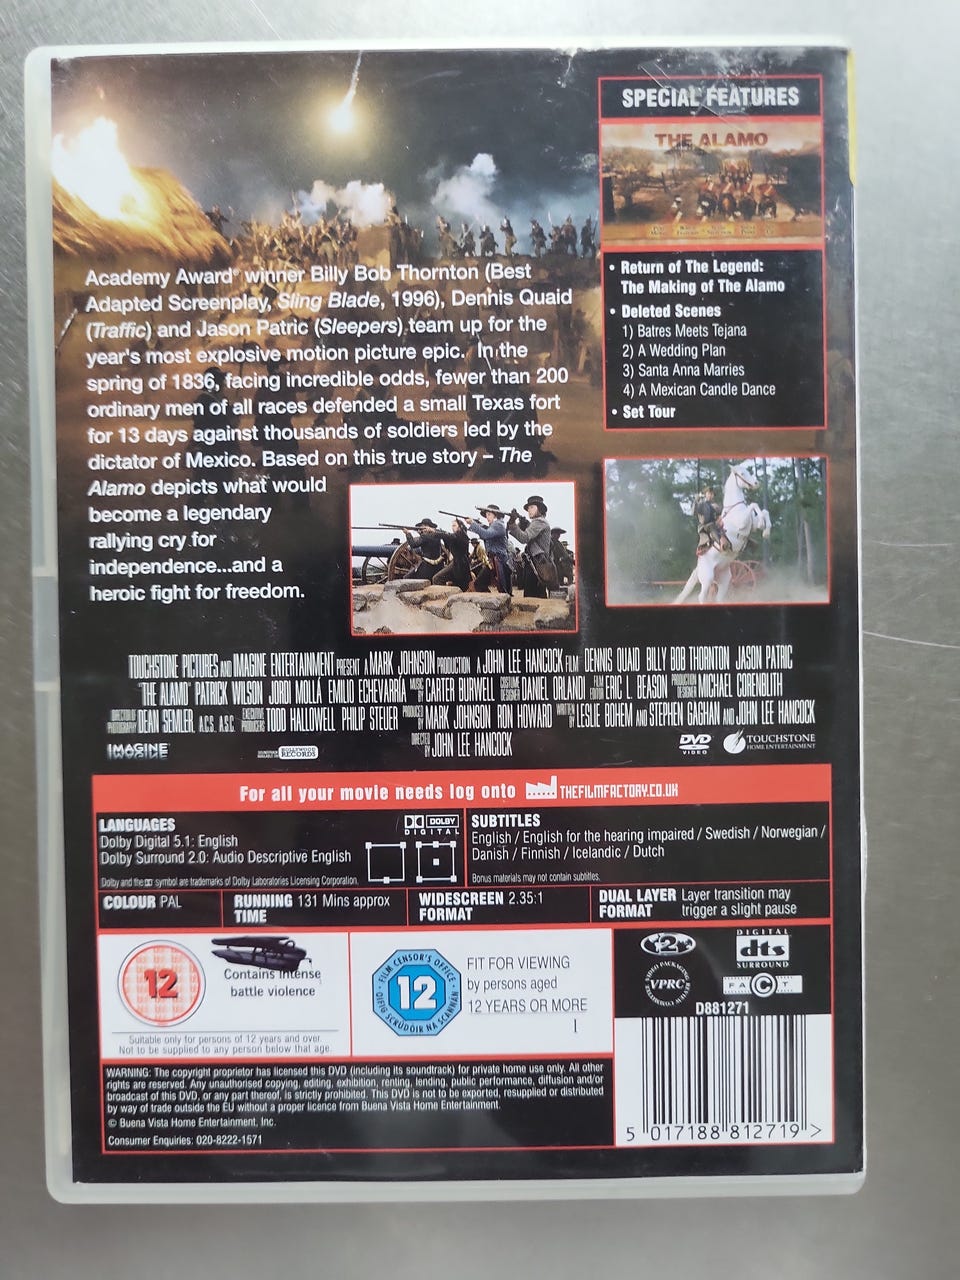 Academy Award® winner Billy Bob Thornton (Best
Adapted Screenplay, Sling Blade, 1996), Dennis Quaid
(Traffic) and Jason Patric (Sleepers) team up for the
year's most explosive motion picture epic. In the
spring of 1836, facing incredible odds, fewer than 200
ordinary men of all races defended a small Texas fort
for 13 days against thousands of soldiers led by the
dictator of Mexico. Based on this true story – The
Alamo depicts what would
become a legendary
rallying cry for
independence...and a
heroic fight for freedom.
SPECIAL FEATURES
THE ALAMO
• Return of The Legend:
The Making of The Alamo
• Deleted Scenes
1) Batres Meets Tejana
2) A Wedding Plan
3) Santa Anna Marries
4) A Mexican Candle Dance
• Set Tour
TOUCHSTONE PICTURES AND IMAGINE ENTERTAINMENT PRESENT A MARK JOHNSON PRODUCTION A JOHN LEE HANCOCK FILM DENNIS QUAID BILLY BOB THORNTON JASON PATRIC
"THE ALAMO" PATRICK WILSON JORDI MOLLÀ EMILIO ECHEVARRÍA MUSIC BY CARTER BURWELL COSTUME DESIGNER DANIEL ORLANDI FILM EDITOR ERIC L. BEASON PRODUCTION DESIGNER MICHAEL CORENBLITH
DIRECTOR OF PHOTOGRAPHY DEAN SEMLER, A.C.S. A.S.C. EXECUTIVE PRODUCERS TODD HALLOWELL PHILIP STEUER PRODUCED BY MARK JOHNSON RON HOWARD WRITTEN BY LESLIE BOHEM AND STEPHEN GAGHAN AND JOHN LEE HANCOCK
DIRECTED BY JOHN LEE HANCOCK
IMAGINE
SOUNDTRACK AVAILABLE ON HOLLYWOOD RECORDS
DVD VIDEO
TOUCHSTONE
HOME ENTERTAINMENT
For all your movie needs log onto THEFILMFACTORY.CO.UK
LANGUAGES
Dolby Digital 5.1: English
Dolby Surround 2.0: Audio Descriptive English
Dolby and the symbol are trademarks of Dolby Laboratories Licensing Corporation.
DOLBY
DIGITAL
SUBTITLES
English / English for the hearing impaired / Swedish / Norwegian /
Danish / Finnish / Icelandic / Dutch
Bonus materials may not contain subtitles.
COLOUR PAL
RUNNING TIME 131 Mins approx
WIDESCREEN FORMAT 2.35:1
DUAL LAYER FORMAT Layer transition may
trigger a slight pause
12
Contains intense
battle violence
Suitable only for persons of 12 years and over.
Not to be supplied to any person below that age.
FILM CENSOR'S OFFICE
12
OIFIG SCRÚDÓIR NA SCANNÁN
FIT FOR VIEWING
by persons aged
12 YEARS OR MORE
2
DIGITAL
dts
SURROUND
VIDEO PACKAGING
VPRC
REVIEW COMMITTEE
FACT
D881271
5 017188 812719 >
WARNING: The copyright proprietor has licensed this DVD (including its soundtrack) for private home use only. All other
rights are reserved. Any unauthorised copying, editing, exhibition, renting, lending, public performance, diffusion and/or
broadcast of this DVD, or any part thereof, is strictly prohibited. This DVD is not to be exported, resupplied or distributed
by way of trade outside the EU without a proper licence from Buena Vista Home Entertainment.
© Buena Vista Home Entertainment, Inc.
Consumer Enquiries: 020-8222-1571